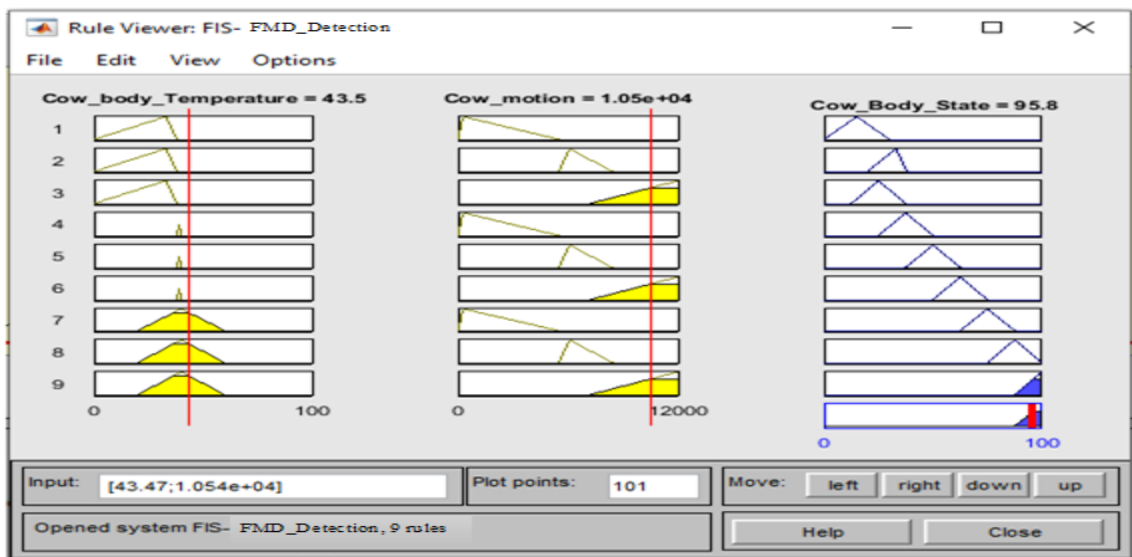 Rule Viewer: FIS- FMD_Detection
File Edit View Options
Cow_body_Temperature = 43.5
Cow_motion = 1.05e+04
Cow_Body_State = 95.8
1
2
3
4
5
6
7
8
9
0 100
0 12000
0 100
Input: [43.47;1.054e+04]
Plot points: 101
Move: left right down up
Opened system FIS- FMD_Detection, 9 rules
Help Close